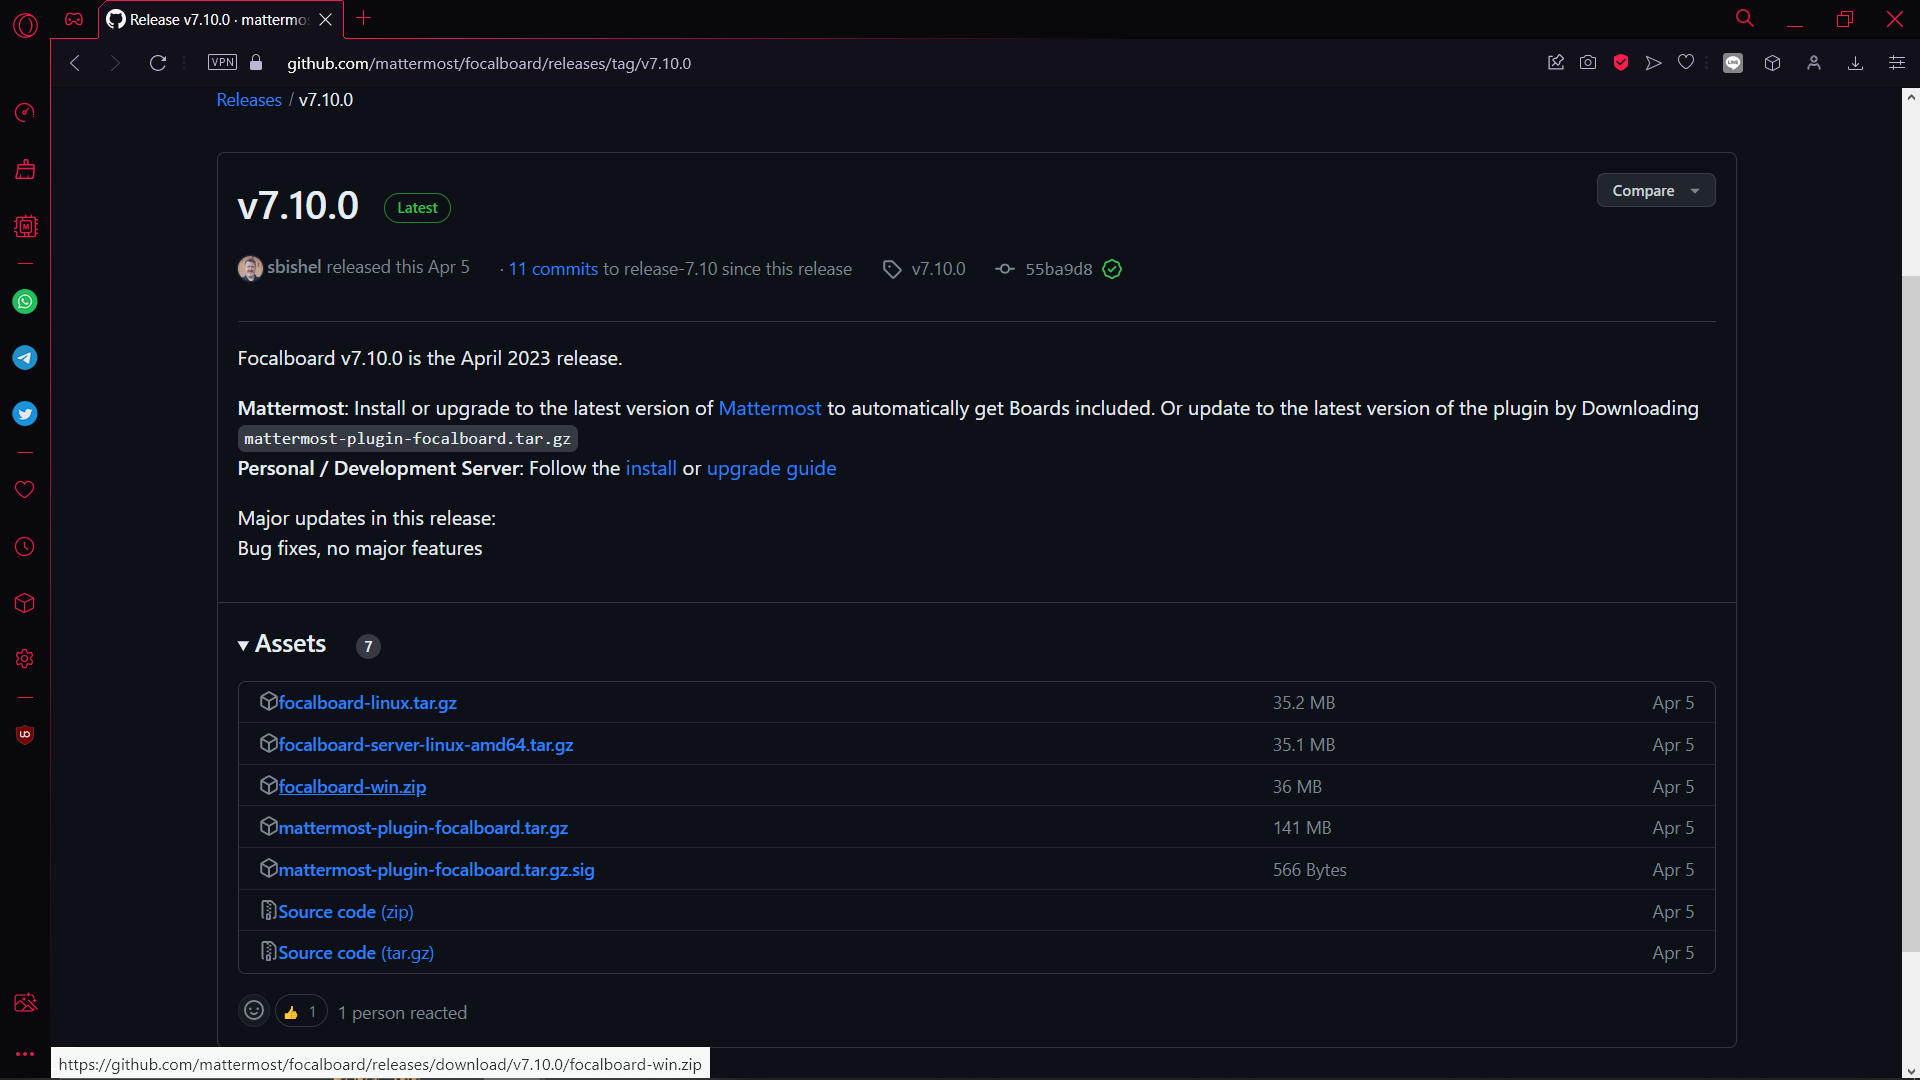 Release v7.10.0 · mattermo
VPN
github.com/mattermost/focalboard/releases/tag/v7.10.0
Releases / v7.10.0
v7.10.0
Latest
Compare
sbishel released this Apr 5
· 11 commits to release-7.10 since this release
v7.10.0
55ba9d8
Focalboard v7.10.0 is the April 2023 release.
Mattermost: Install or upgrade to the latest version of Mattermost to automatically get Boards included. Or update to the latest version of the plugin by Downloading
mattermost-plugin-focalboard.tar.gz
Personal / Development Server: Follow the install or upgrade guide
Major updates in this release:
Bug fixes, no major features
Assets 7
focalboard-linux.tar.gz 35.2 MB Apr 5
focalboard-server-linux-amd64.tar.gz 35.1 MB Apr 5
focalboard-win.zip 36 MB Apr 5
mattermost-plugin-focalboard.tar.gz 141 MB Apr 5
mattermost-plugin-focalboard.tar.gz.sig 566 Bytes Apr 5
Source code (zip) Apr 5
Source code (tar.gz) Apr 5
👍 1 1 person reacted
https://github.com/mattermost/focalboard/releases/download/v7.10.0/focalboard-win.zip